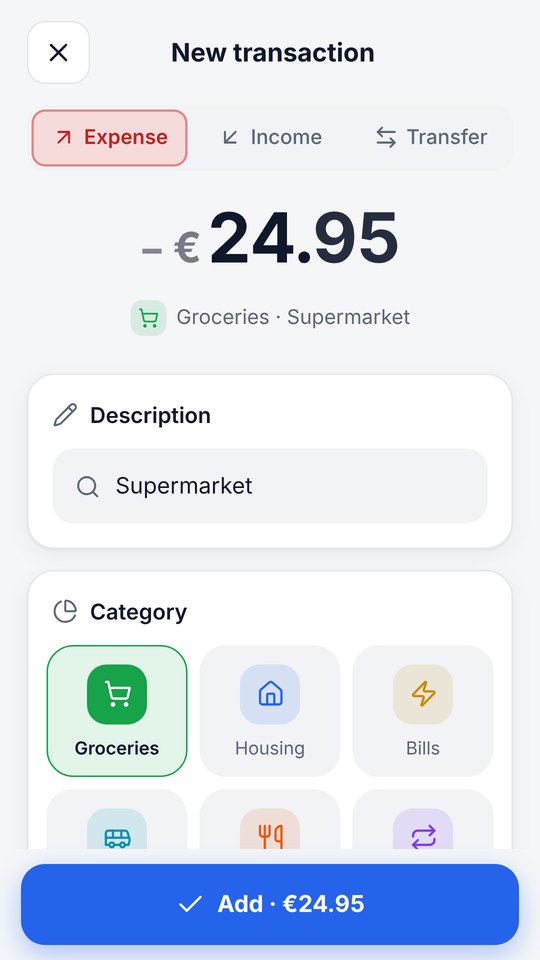 New transaction
Expense Income Transfer
– € 24.95
Groceries · Supermarket
Description
Supermarket
Category
Groceries Housing Bills
Add · €24.95